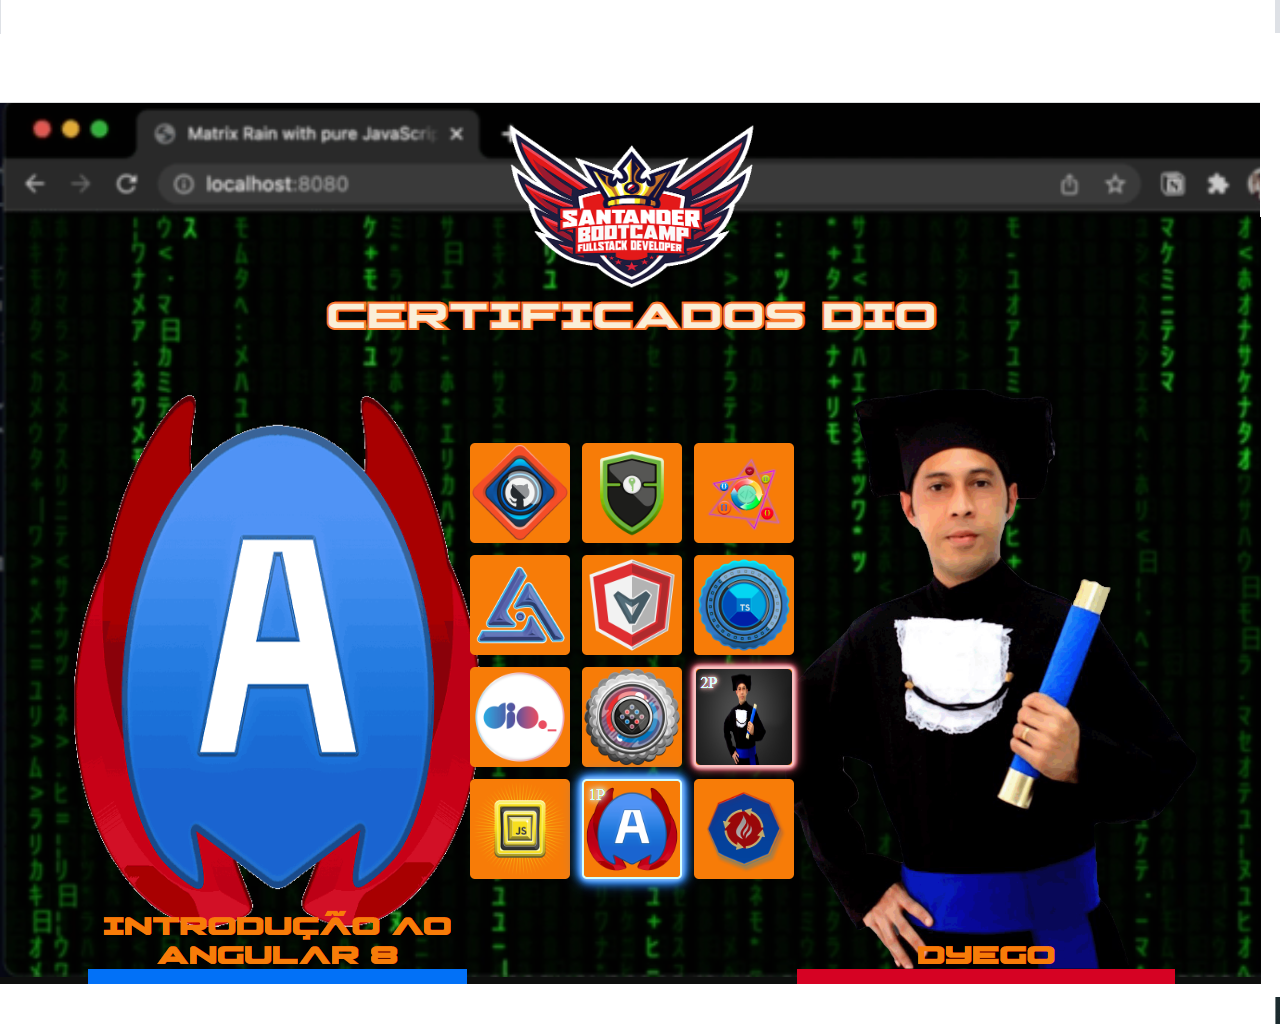 Matrix Rain with pure JavaScrip
localhost:8080
SANTANDER
BOOTCAMP
FULLSTACK DEVELOPER
CERTIFICADOS DIO
A
TS
dio._
2P
JS
1P
A
INTRODUÇÃO AO
ANGULAR 8
DYEGO